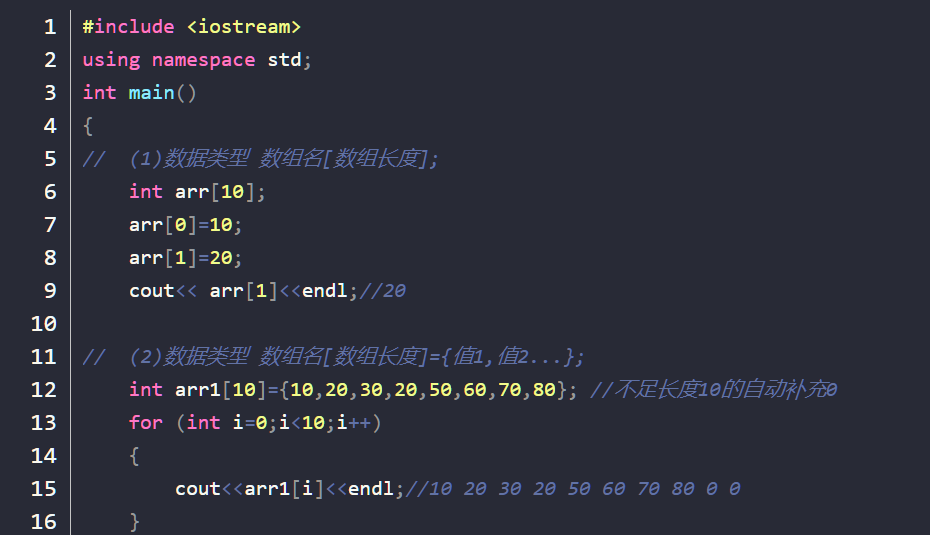 1 #include <iostream>
2 using namespace std;
3 int main()
4 {
5 //  (1)数据类型 数组名[数组长度];
6     int arr[10];
7     arr[0]=10;
8     arr[1]=20;
9     cout<< arr[1]<<endl;//20
10
11 //  (2)数据类型 数组名[数组长度]={值1,值2...};
12     int arr1[10]={10,20,30,20,50,60,70,80}; //不足长度10的自动补充0
13     for (int i=0;i<10;i++)
14     {
15         cout<<arr1[i]<<endl;//10 20 30 20 50 60 70 80 0 0
16     }